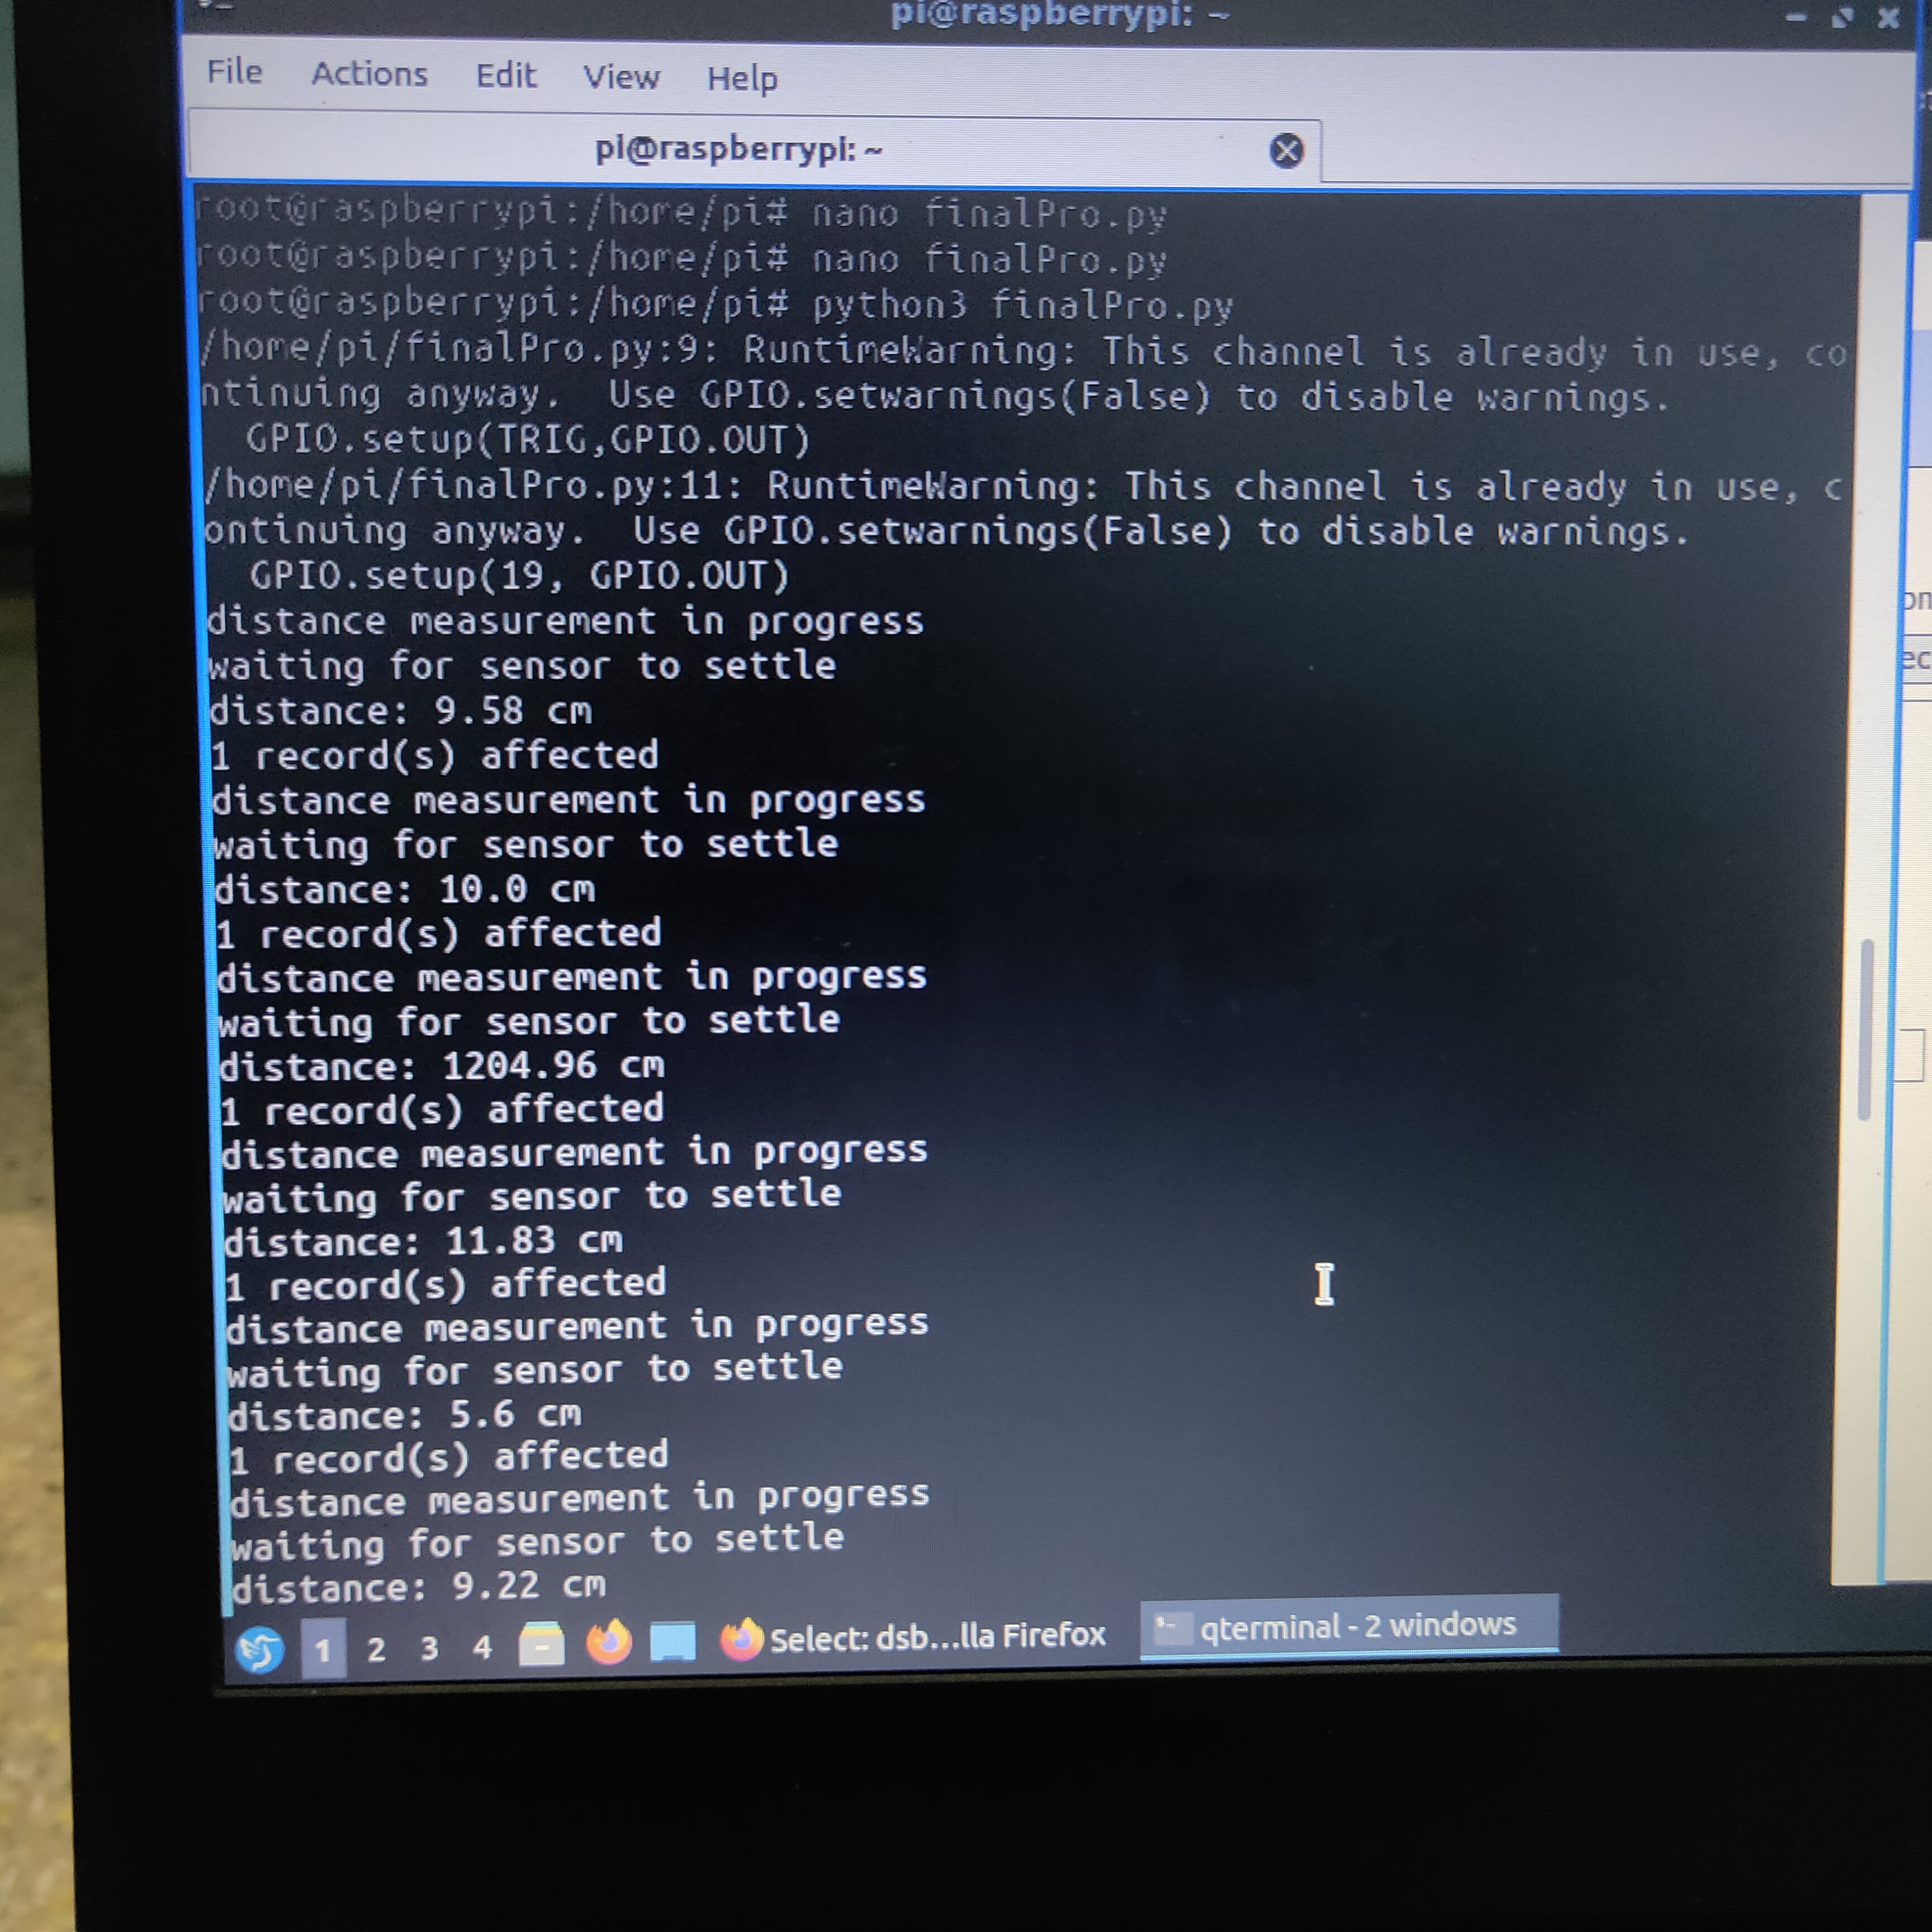 pi@raspberrypi: ~
File Actions Edit View Help
pi@raspberrypi: ~
root@raspberrypi:/home/pi# nano finalPro.py
root@raspberrypi:/home/pi# nano finalPro.py
root@raspberrypi:/home/pi# python3 finalPro.py
/home/pi/finalPro.py:9: RuntimeWarning: This channel is already in use, co
ntinuing anyway.  Use GPIO.setwarnings(False) to disable warnings.
  GPIO.setup(TRIG,GPIO.OUT)
/home/pi/finalPro.py:11: RuntimeWarning: This channel is already in use, c
ontinuing anyway.  Use GPIO.setwarnings(False) to disable warnings.
  GPIO.setup(19, GPIO.OUT)
distance measurement in progress
waiting for sensor to settle
distance: 9.58 cm
1 record(s) affected
distance measurement in progress
waiting for sensor to settle
distance: 10.0 cm
1 record(s) affected
distance measurement in progress
waiting for sensor to settle
distance: 1204.96 cm
1 record(s) affected
distance measurement in progress
waiting for sensor to settle
distance: 11.83 cm
1 record(s) affected
distance measurement in progress
waiting for sensor to settle
distance: 5.6 cm
1 record(s) affected
distance measurement in progress
waiting for sensor to settle
distance: 9.22 cm
1 2 3 4 Select: dsb...lla Firefox qterminal - 2 windows